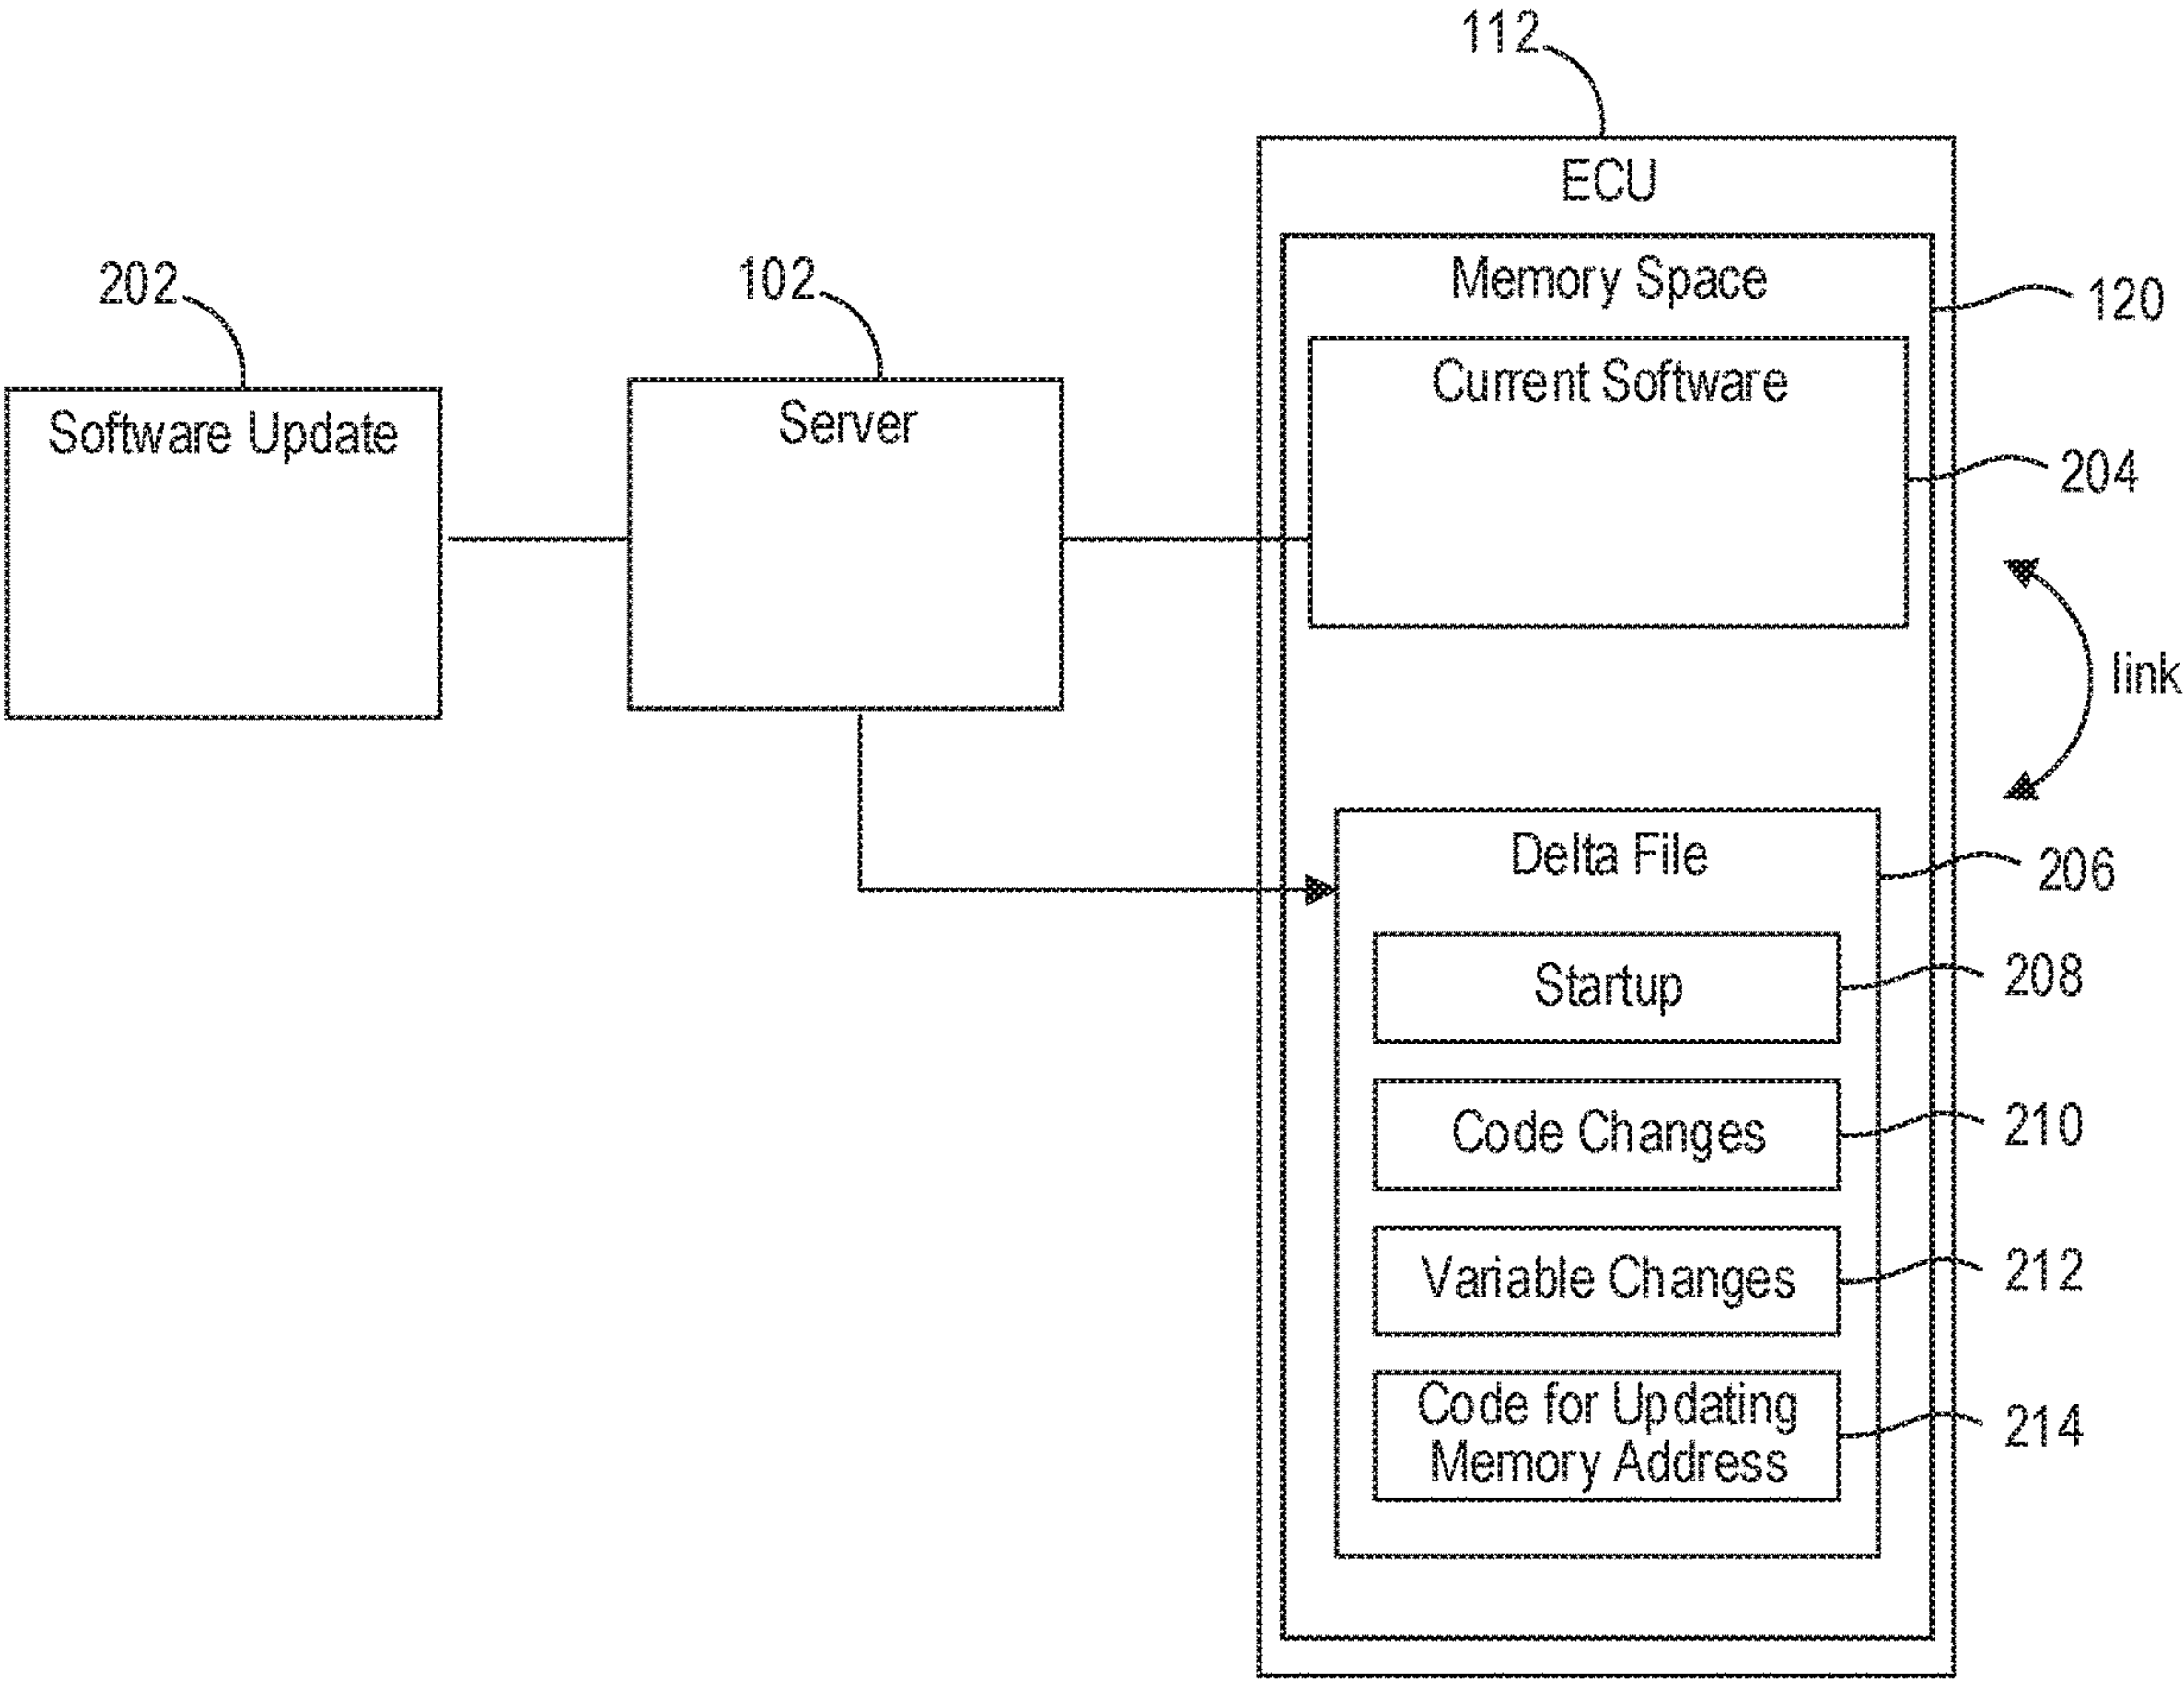 112
ECU
Memory Space
120
202
102
Software Update
Server
Current Software
204
link
Delta File
206
Startup
208
Code Changes
210
Variable Changes
212
Code for Updating
Memory Address
214